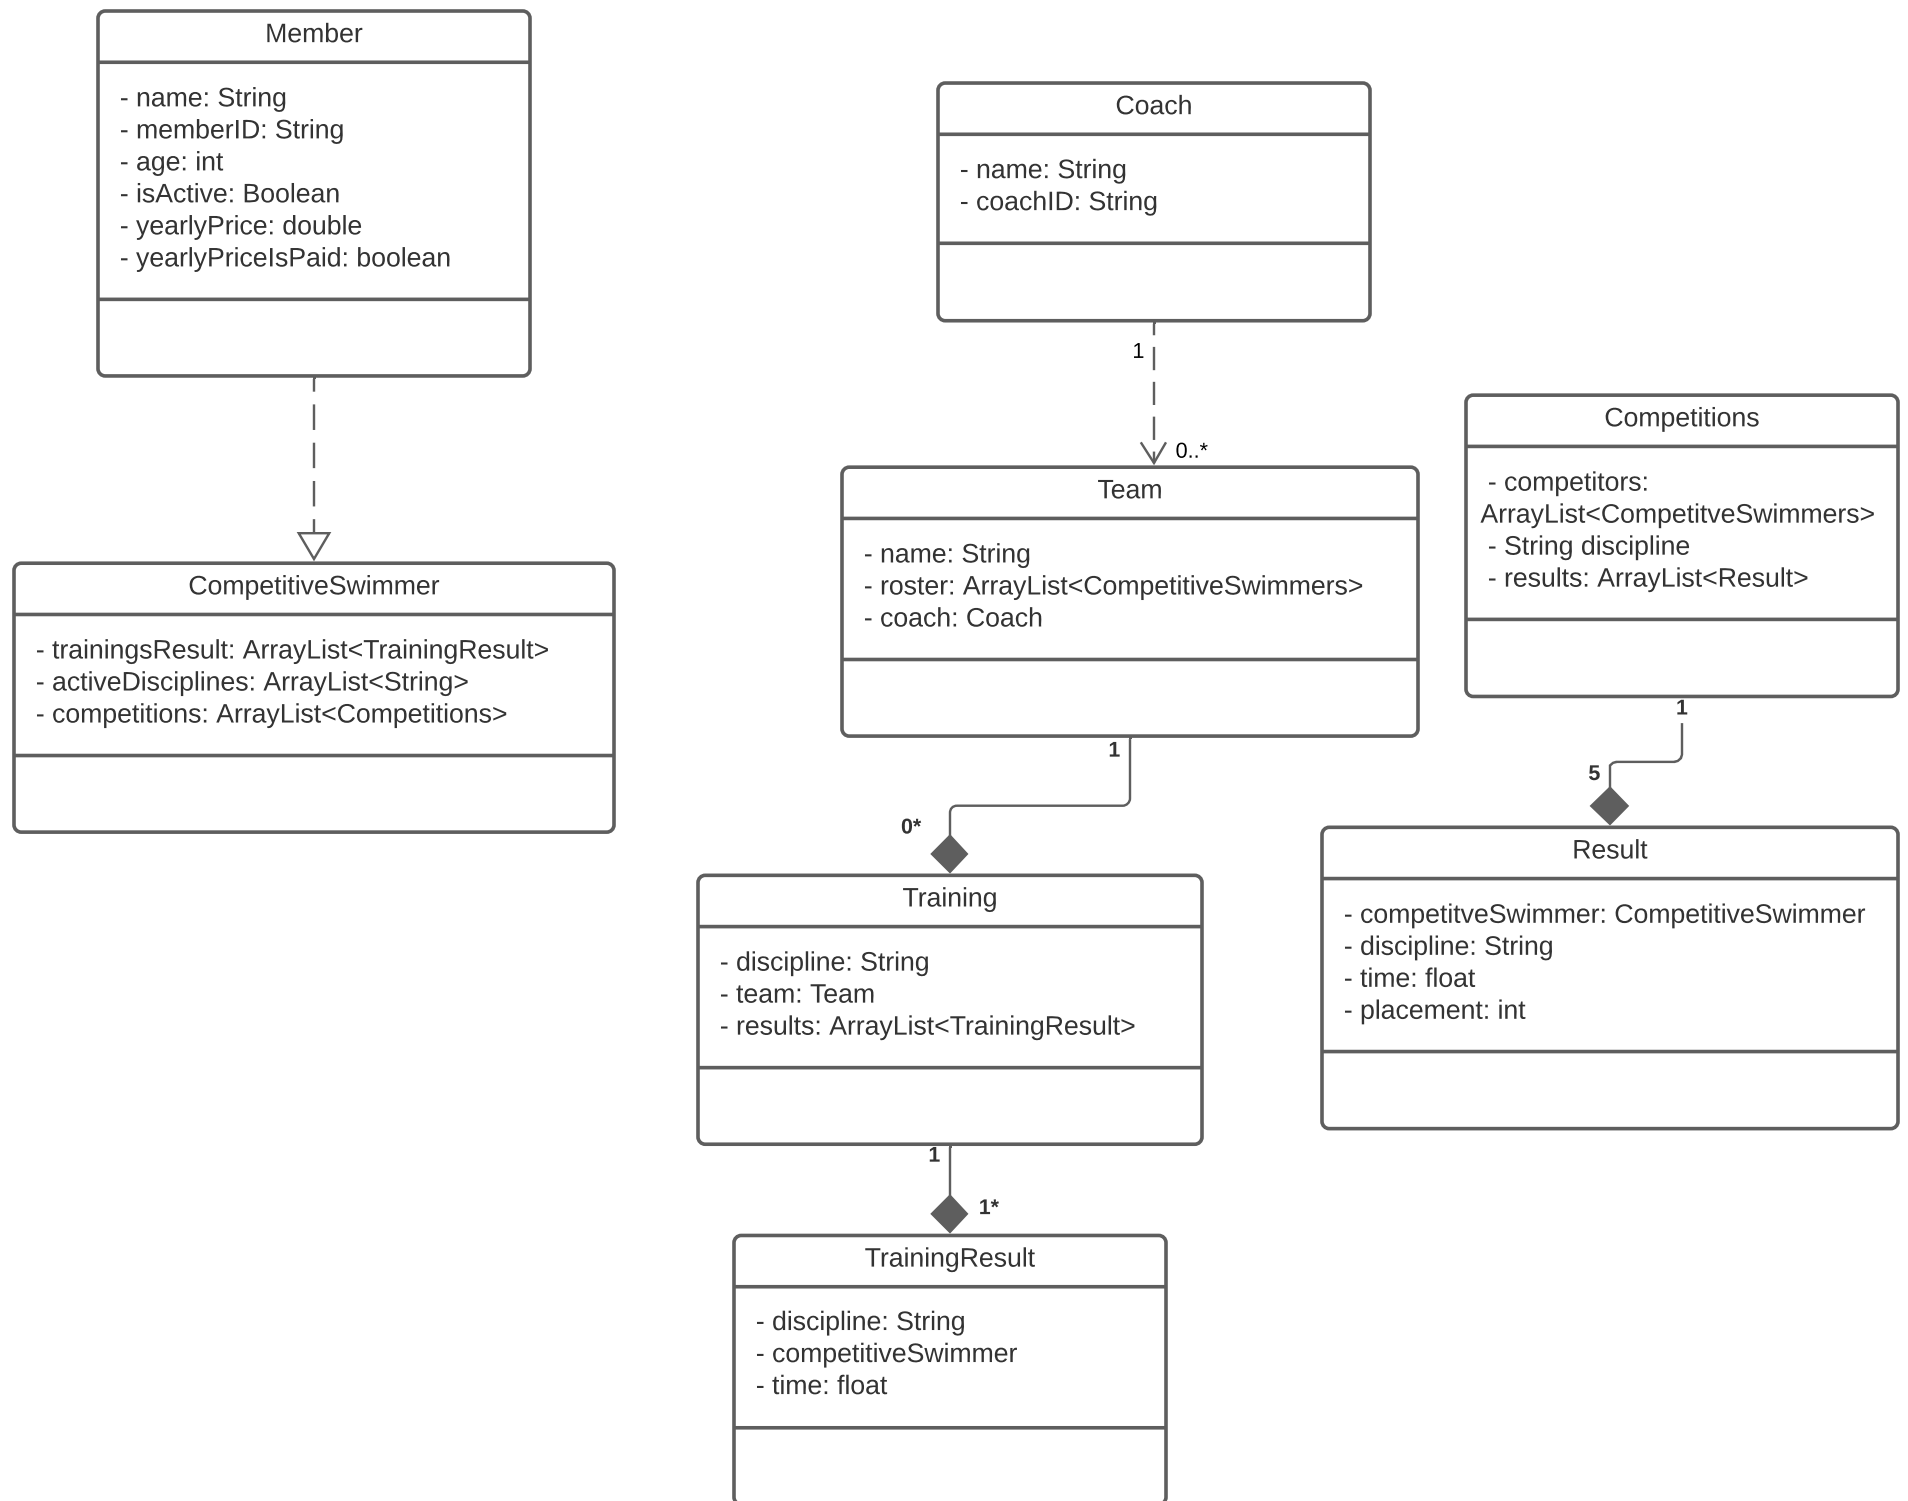 Member
- name: String
- memberID: String
- age: int
- isActive: Boolean
- yearlyPrice: double
- yearlyPriceIsPaid: boolean
CompetitiveSwimmer
- trainingsResult: ArrayList<TrainingResult>
- activeDisciplines: ArrayList<String>
- competitions: ArrayList<Competitions>
Coach
- name: String
- coachID: String
1
0..*
Team
- name: String
- roster: ArrayList<CompetitiveSwimmers>
- coach: Coach
1
0*
Training
- discipline: String
- team: Team
- results: ArrayList<TrainingResult>
1
1*
TrainingResult
- discipline: String
- competitiveSwimmer
- time: float
Competitions
- competitors:
ArrayList<CompetitveSwimmers>
- String discipline
- results: ArrayList<Result>
1
5
Result
- competitveSwimmer: CompetitiveSwimmer
- discipline: String
- time: float
- placement: int